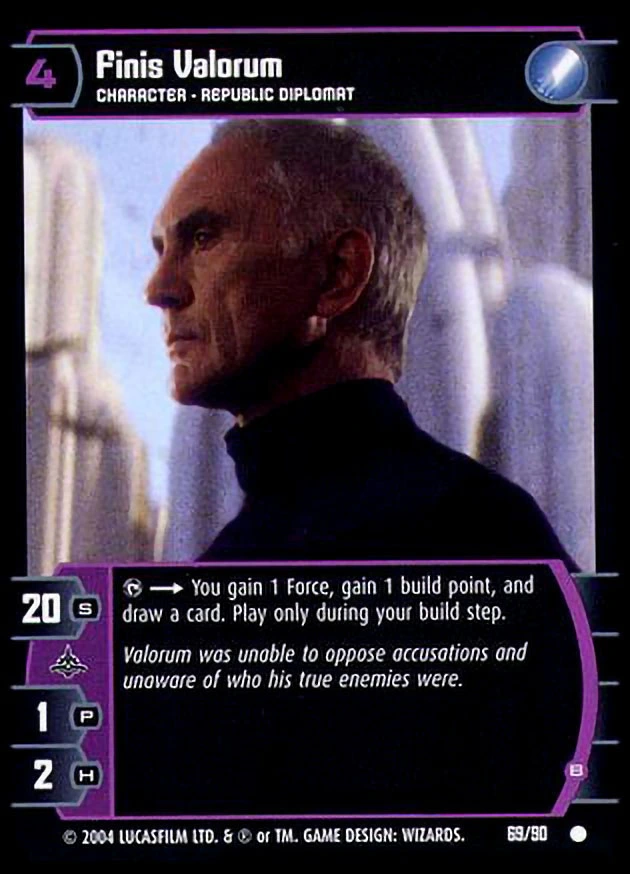 4
Finis Valorum
CHARACTER • REPUBLIC DIPLOMAT
20 S
You gain 1 Force, gain 1 build point, and
draw a card. Play only during your build step.
Valorum was unable to oppose accusations and
unaware of who his true enemies were.
1 P
2 H
B
© 2004 LUCASFILM LTD. & ® or TM. GAME DESIGN: WIZARDS. 69/90